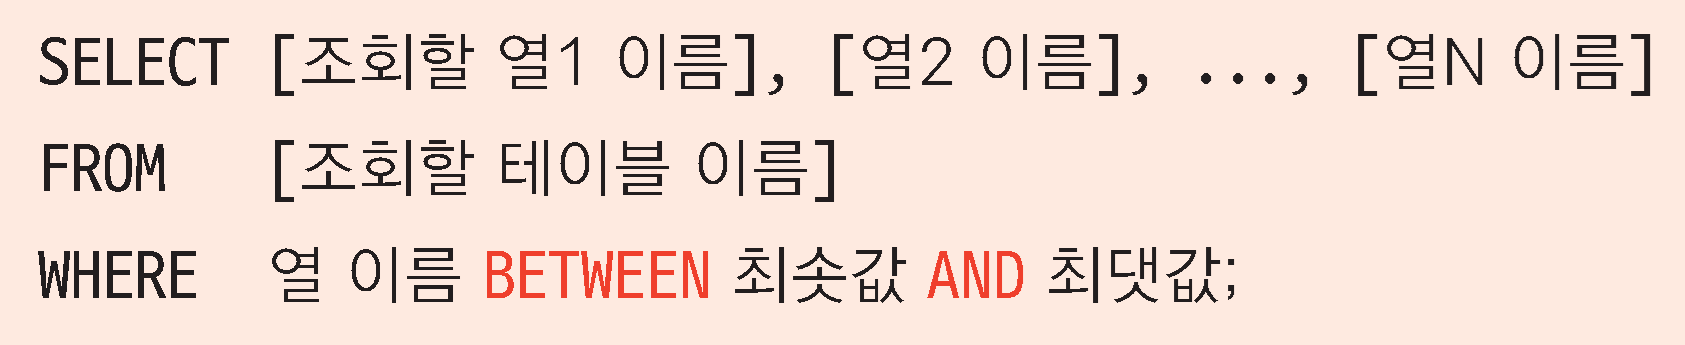 SELECT [조회할 열1 이름], [열2 이름], ..., [열N 이름]
FROM [조회할 테이블 이름]
WHERE 열 이름 BETWEEN 최솟값 AND 최댓값;